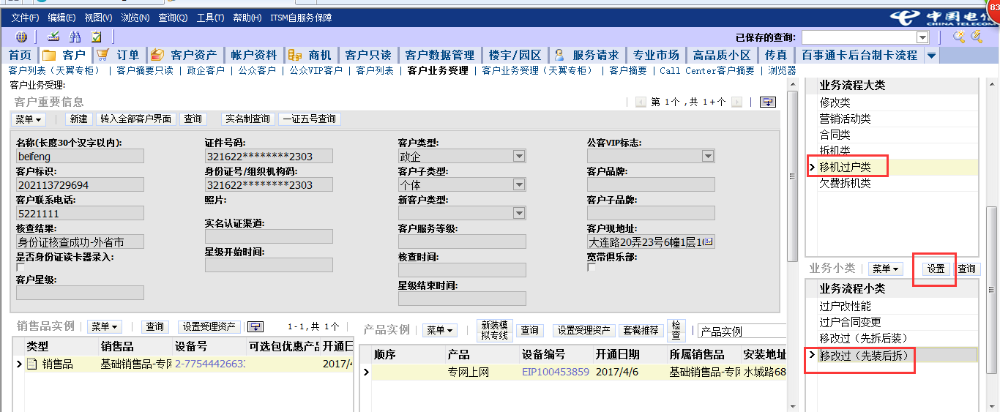 文件(F) 编辑(E) 视图(V) 浏览(N) 查询(Q) 工具(T) 帮助(H) ITSM自服务保障
中国电信
CHINA TELECOM
83
已保存的查询:
首页 客户 订单 客户资产 帐户资料 商机 客户只读 客户数据管理 楼宇/园区 服务请求 专业市场 高品质小区 传真 百事通卡后台制卡流程
客户列表（天翼专柜） | 客户摘要只读 | 政企客户 | 公众客户 | 公众VIP客户 | 客户列表 | 客户业务受理 | 客户业务受理（天翼专柜） | 客户摘要 | Call Center客户摘要 | 浏览器
客户业务受理:
客户重要信息
第 1个 ,共 1+个
菜单 新建 转入全部客户界面 查询 实名制查询 一证五号查询
名称(长度30个汉字以内): 证件号码: 客户类型: 公客VIP标志:
beifeng 321622********2303 政企
客户标识: 身份证号/组织机构码: 客户子类型: 客户品牌:
202113729694 321622********2303 个体
客户联系电话: 照片: 新客户类型: 客户子品牌:
5221111
实名认证渠道:
核查结果: 客户服务等级: 客户现地址:
身份证核查成功-外省市 大连路20弄23号6幢1层1
星级开始时间:
是否身份证读卡器录入: 核查时间: 宽带俱乐部:
客户星级:
星级结束时间:
销售品实例 菜单 查询 设置受理资产 1-1,共 1个
类型 销售品 设备号 可选包优惠产品 开通日
销售品 基础销售品-专网 2-7754442663 2017/4
产品实例 菜单 新装模拟专线 查询 设置受理资产 套餐推荐 检查 产品实例
顺序 产品 设备编号 开通日期 所属销售品 安装地址
专网上网 EIP100453859 2017/4/6 基础销售品-专网 水城路68
业务流程大类
修改类
营销活动类
合同类
拆机类
移机过户类
欠费拆机类
业务小类 菜单 设置 查询
业务流程小类
过户改性能
过户合同变更
移改过（先拆后装）
移改过（先装后拆）